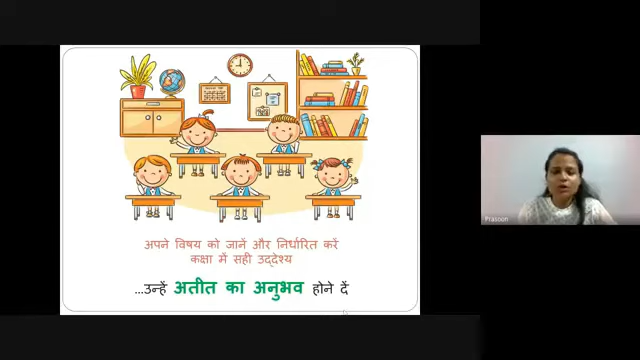 अपने विषय को जानें और निर्धारित करें
कक्षा में सही उद्देश्य
...उन्हें अतीत का अनुभव होने दें
Prasoon